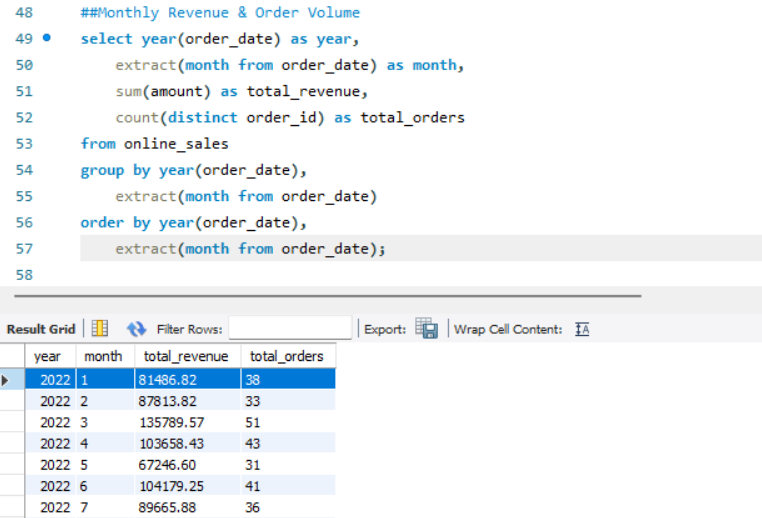 48 ##Monthly Revenue & Order Volume
49 select year(order_date) as year,
50 extract(month from order_date) as month,
51 sum(amount) as total_revenue,
52 count(distinct order_id) as total_orders
53 from online_sales
54 group by year(order_date),
55 extract(month from order_date)
56 order by year(order_date),
57 extract(month from order_date);
58
Result Grid Filter Rows: Export: Wrap Cell Content: IA
year month total_revenue total_orders
2022 1 81486.82 38
2022 2 87813.82 33
2022 3 135789.57 51
2022 4 103658.43 43
2022 5 67246.60 31
2022 6 104179.25 41
2022 7 89665.88 36